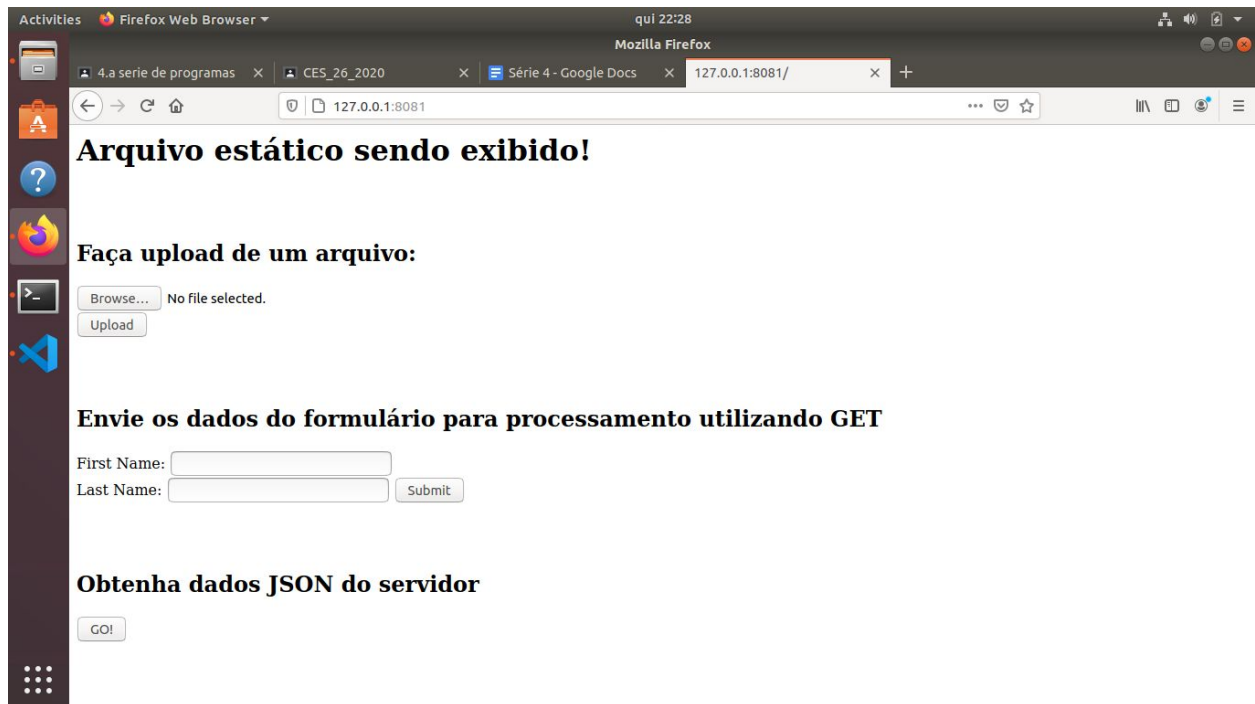 Activities Firefox Web Browser qui 22:28
Mozilla Firefox
4.a serie de programas CES_26_2020 Série 4 - Google Docs 127.0.0.1:8081/
127.0.0.1:8081
Arquivo estático sendo exibido!
Faça upload de um arquivo:
Browse... No file selected.
Upload
Envie os dados do formulário para processamento utilizando GET
First Name:
Last Name: Submit
Obtenha dados JSON do servidor
GO!